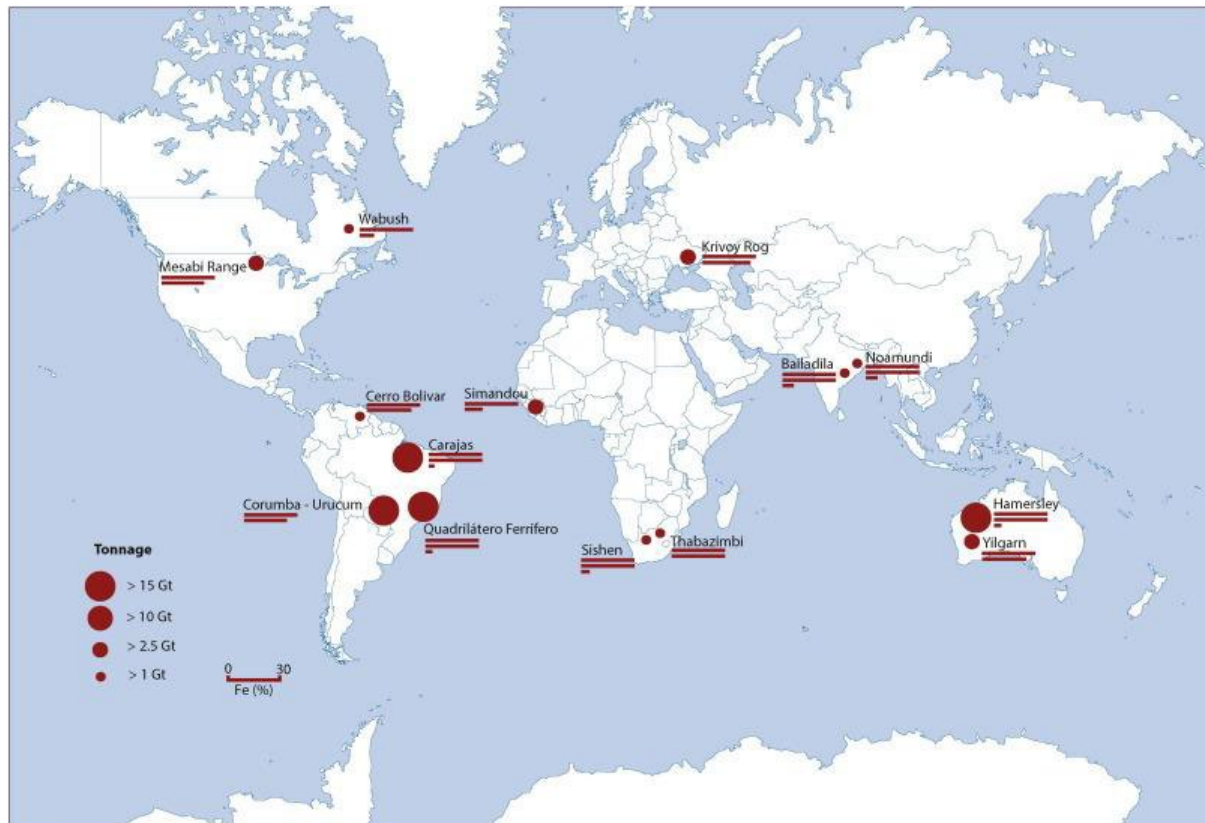 Wabush
Mesabi Range
Krivoy Rog
Bailadila
Noamundi
Cerro Bolivar
Simandou
Carajas
Corumba - Urucum
Quadrilátero Ferrífero
Hamersley
Yilgarn
Sishen
Thabazimbi
Tonnage
> 15 Gt
> 10 Gt
> 2.5 Gt
> 1 Gt
0 30
Fe (%)